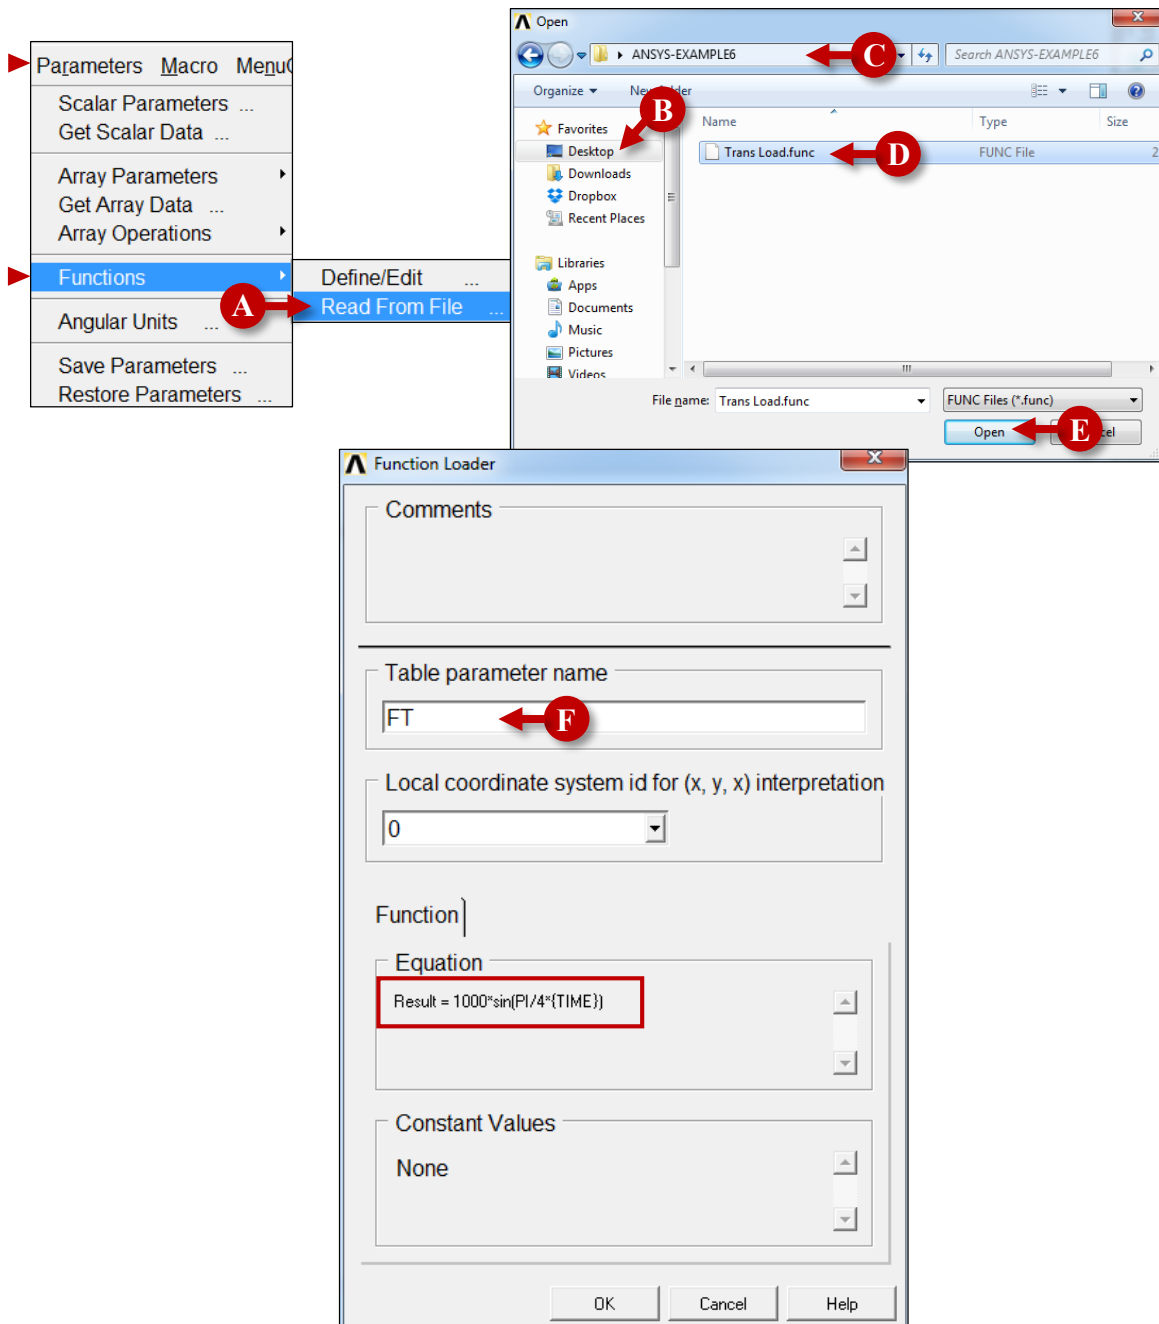 Parameters Macro Menu
Scalar Parameters ...
Get Scalar Data ...
Array Parameters
Get Array Data ...
Array Operations
Functions
Angular Units ...
Save Parameters ...
Restore Parameters ...
Define/Edit ...
Read From File ...
A
Open
ANSYS-EXAMPLE6
C
Search ANSYS-EXAMPLE6
Organize
B
Favorites
Desktop
Downloads
Dropbox
Recent Places
Libraries
Apps
Documents
Music
Pictures
Videos
Name Type Size
Trans Load.func D FUNC File 2
File name: Trans Load.func FUNC Files (*.func)
Open E
Function Loader
Comments
Table parameter name
FT F
Local coordinate system id for (x, y, x) interpretation
0
Function
Equation
Result = 1000*sin(PI/4*{TIME})
Constant Values
None
OK Cancel Help